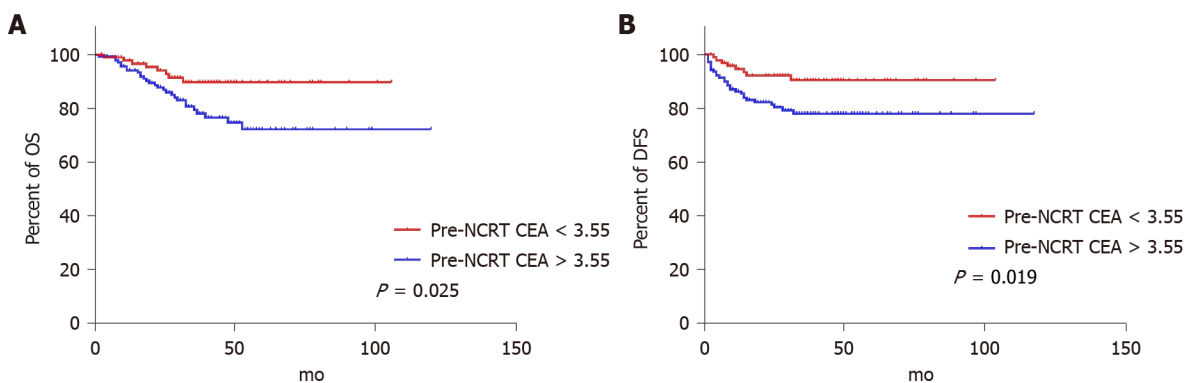 A
Percent of OS
100
80
60
40
20
0
0 50 100 150
mo
Pre-NCRT CEA < 3.55
Pre-NCRT CEA > 3.55
P = 0.025
B
Percent of DFS
100
80
60
40
20
0
0 50 100 150
mo
Pre-NCRT CEA < 3.55
Pre-NCRT CEA > 3.55
P = 0.019